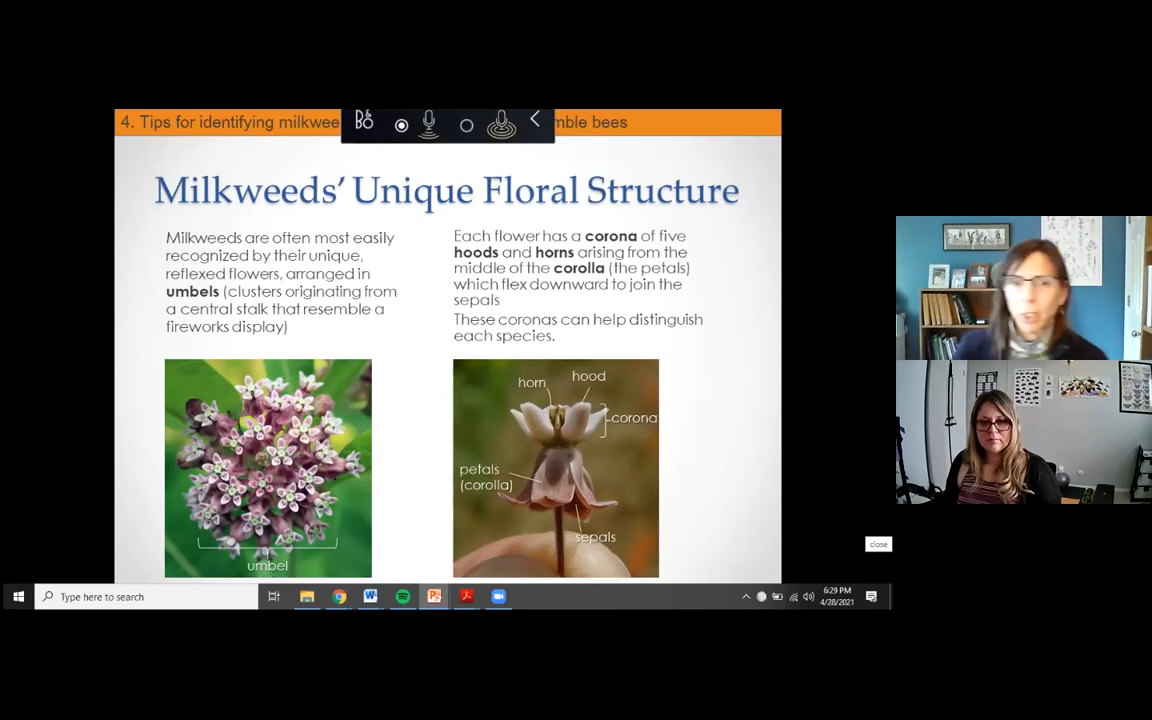 4. Tips for identifying milkwee
mble bees
Milkweeds' Unique Floral Structure
Milkweeds are often most easily
recognized by their unique,
reflexed flowers, arranged in
umbels (clusters originating from
a central stalk that resemble a
fireworks display)
Each flower has a corona of five
hoods and horns arising from the
middle of the corolla (the petals)
which flex downward to join the
sepals
These coronas can help distinguish
each species.
umbel
horn
hood
corona
petals
(corolla)
sepals
close
Type here to search
6:29 PM
4/28/2021